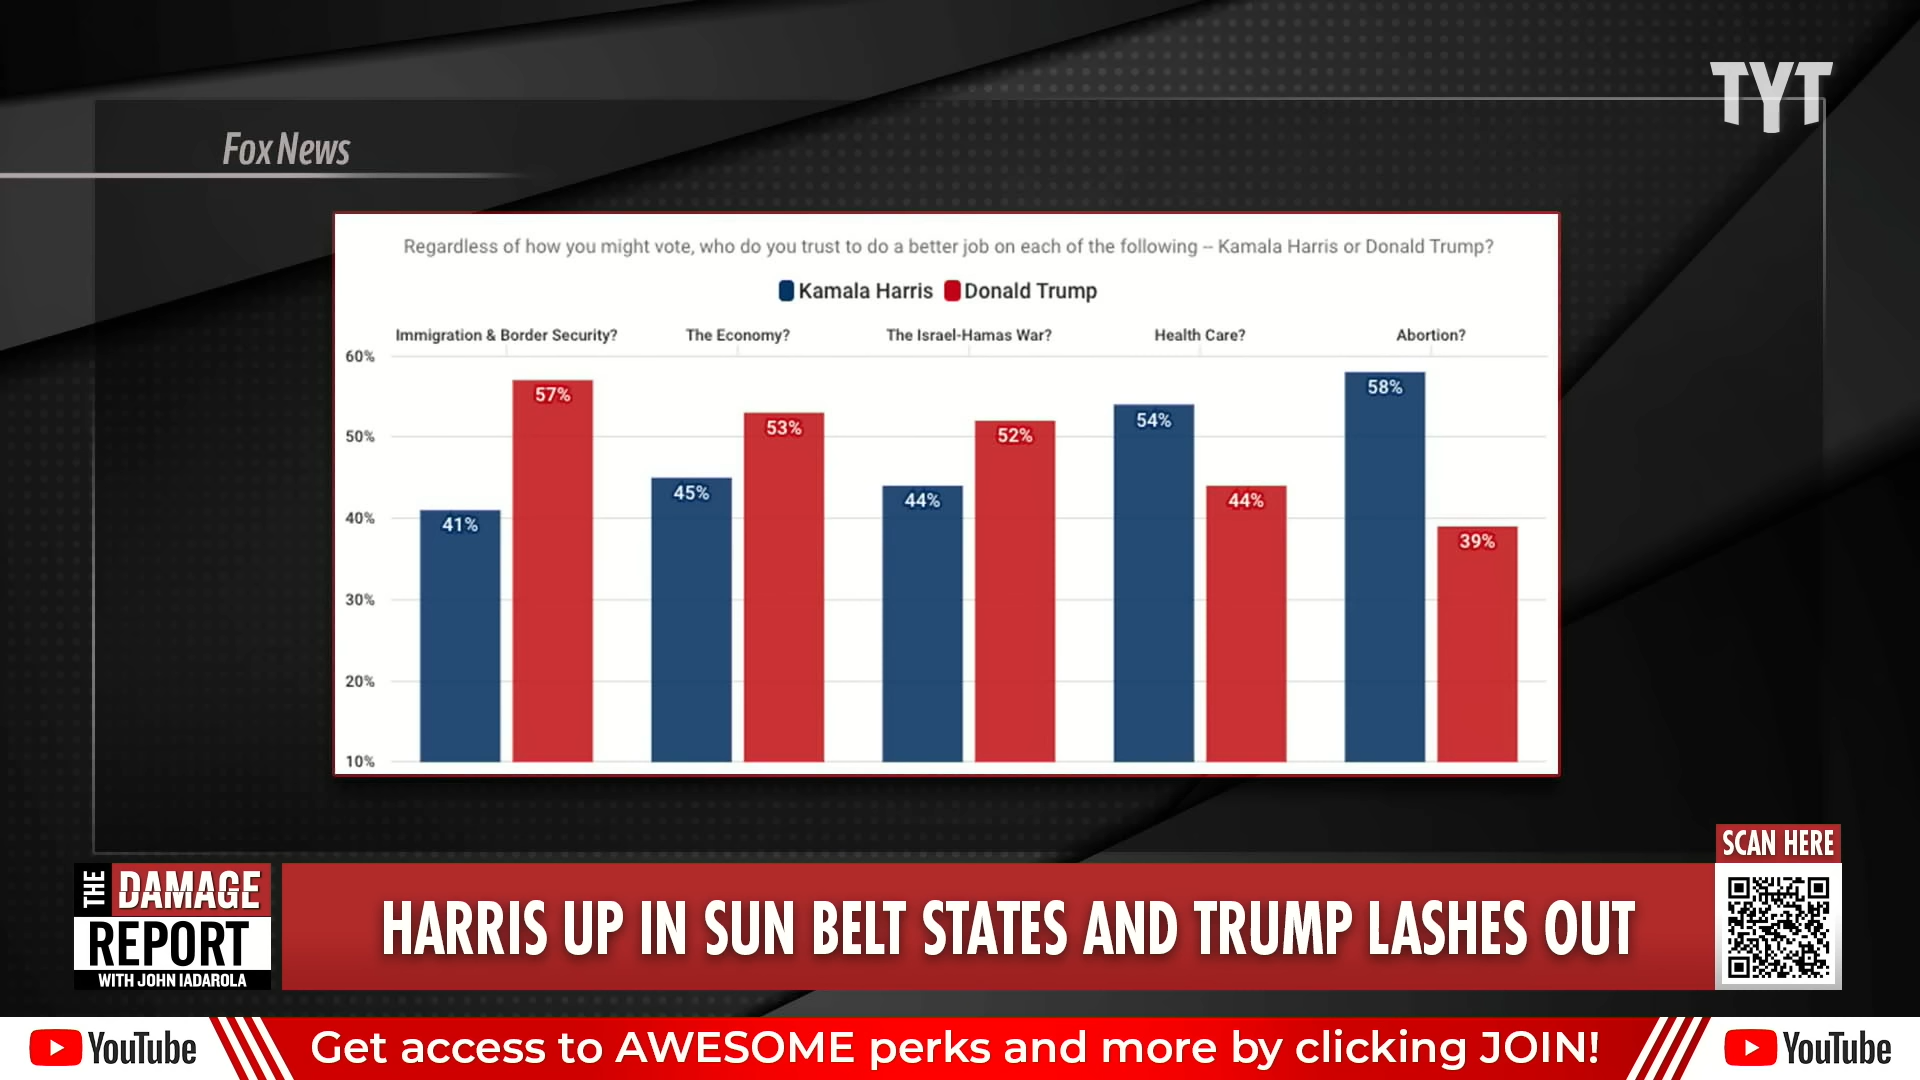 TYT
Fox News
Regardless of how you might vote, who do you trust to do a better job on each of the following -- Kamala Harris or Donald Trump?
Kamala Harris Donald Trump
Immigration & Border Security? The Economy? The Israel-Hamas War? Health Care? Abortion?
60%
50%
40%
30%
20%
10%
41% 57% 45% 53% 44% 52% 54% 44% 58% 39%
SCAN HERE
THE DAMAGE
REPORT
WITH JOHN IADAROLA
HARRIS UP IN SUN BELT STATES AND TRUMP LASHES OUT
YouTube Get access to AWESOME perks and more by clicking JOIN! YouTube